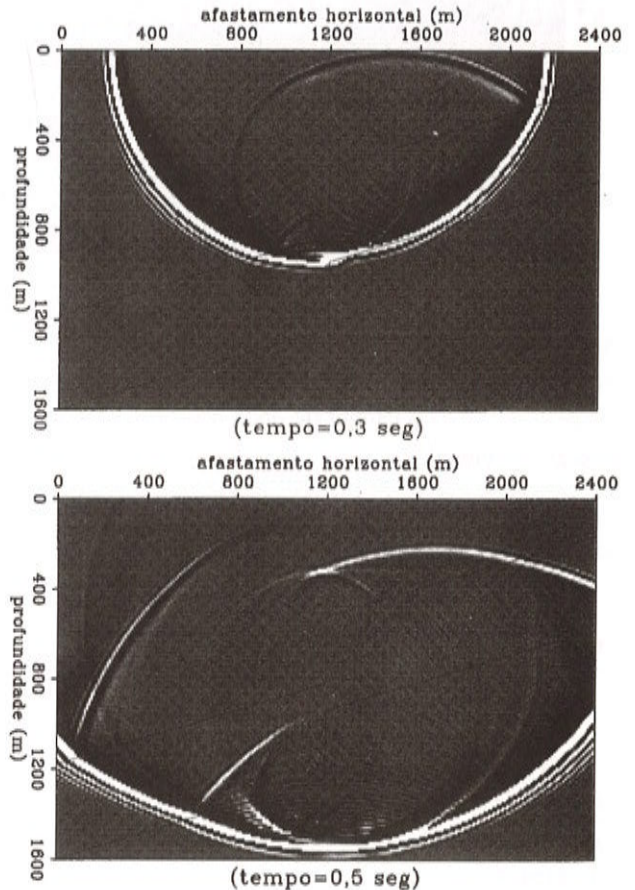 afastamento horizontal (m)
0 400 800 1200 1600 2000 2400
0
400
800
1200
1600
profundidade (m)
(tempo=0,3 seg)
afastamento horizontal (m)
0 400 800 1200 1600 2000 2400
0
400
800
1200
1600
profundidade (m)
(tempo=0,5 seg)